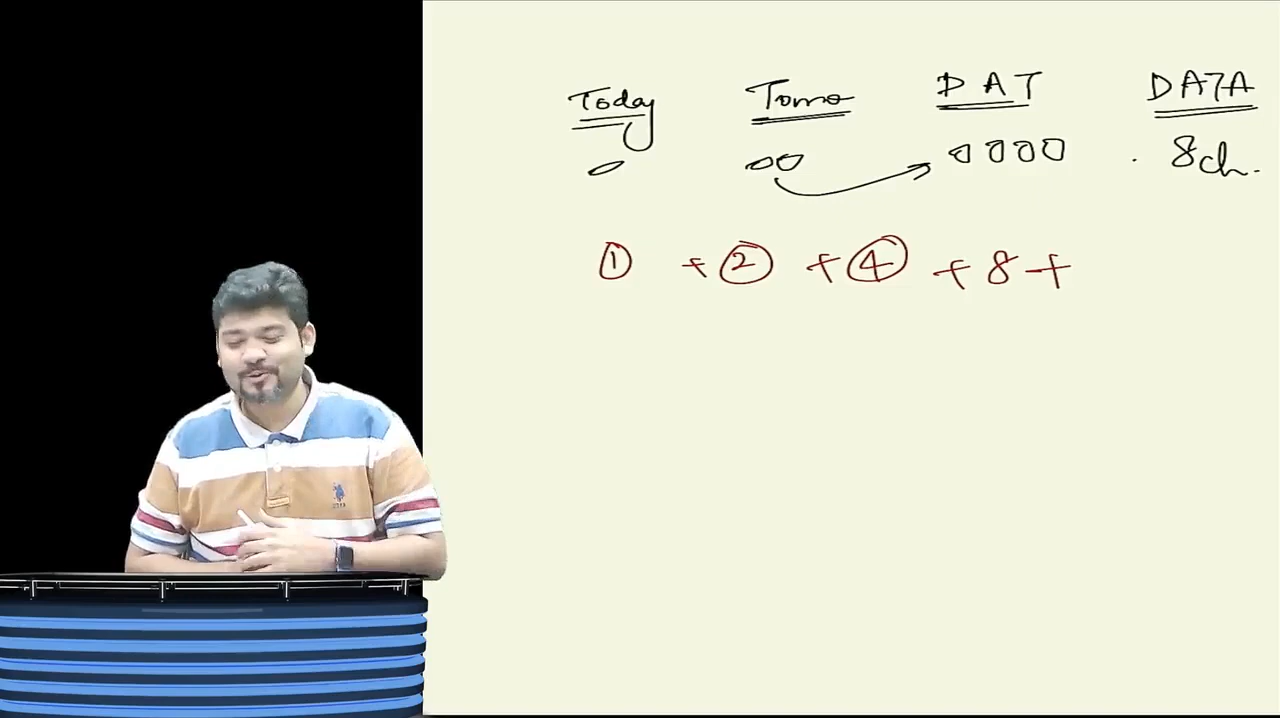 Today Tomo DAT DATA
0 00 0000 . 8ch.
① + ② + ④ + 8 +